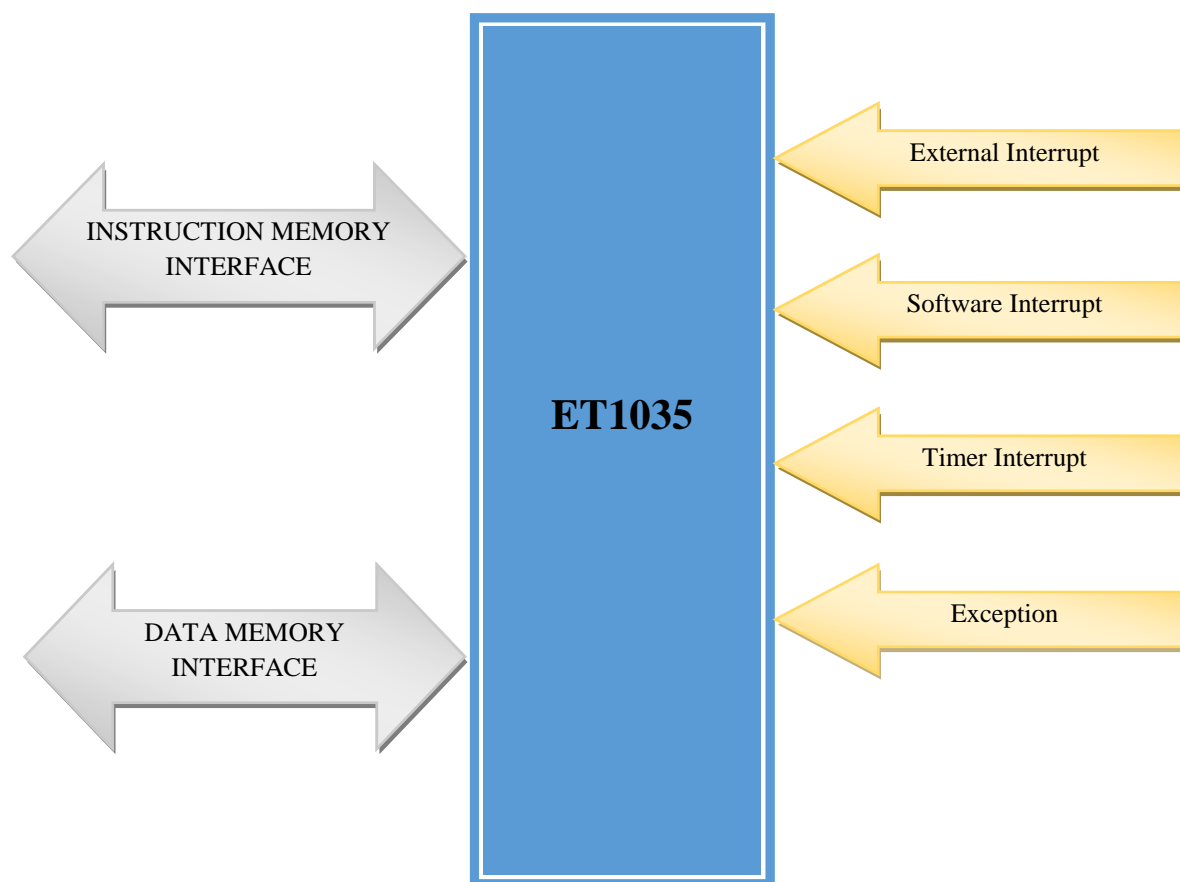 INSTRUCTION MEMORY
INTERFACE
DATA MEMORY
INTERFACE
ET1035
External Interrupt
Software Interrupt
Timer Interrupt
Exception